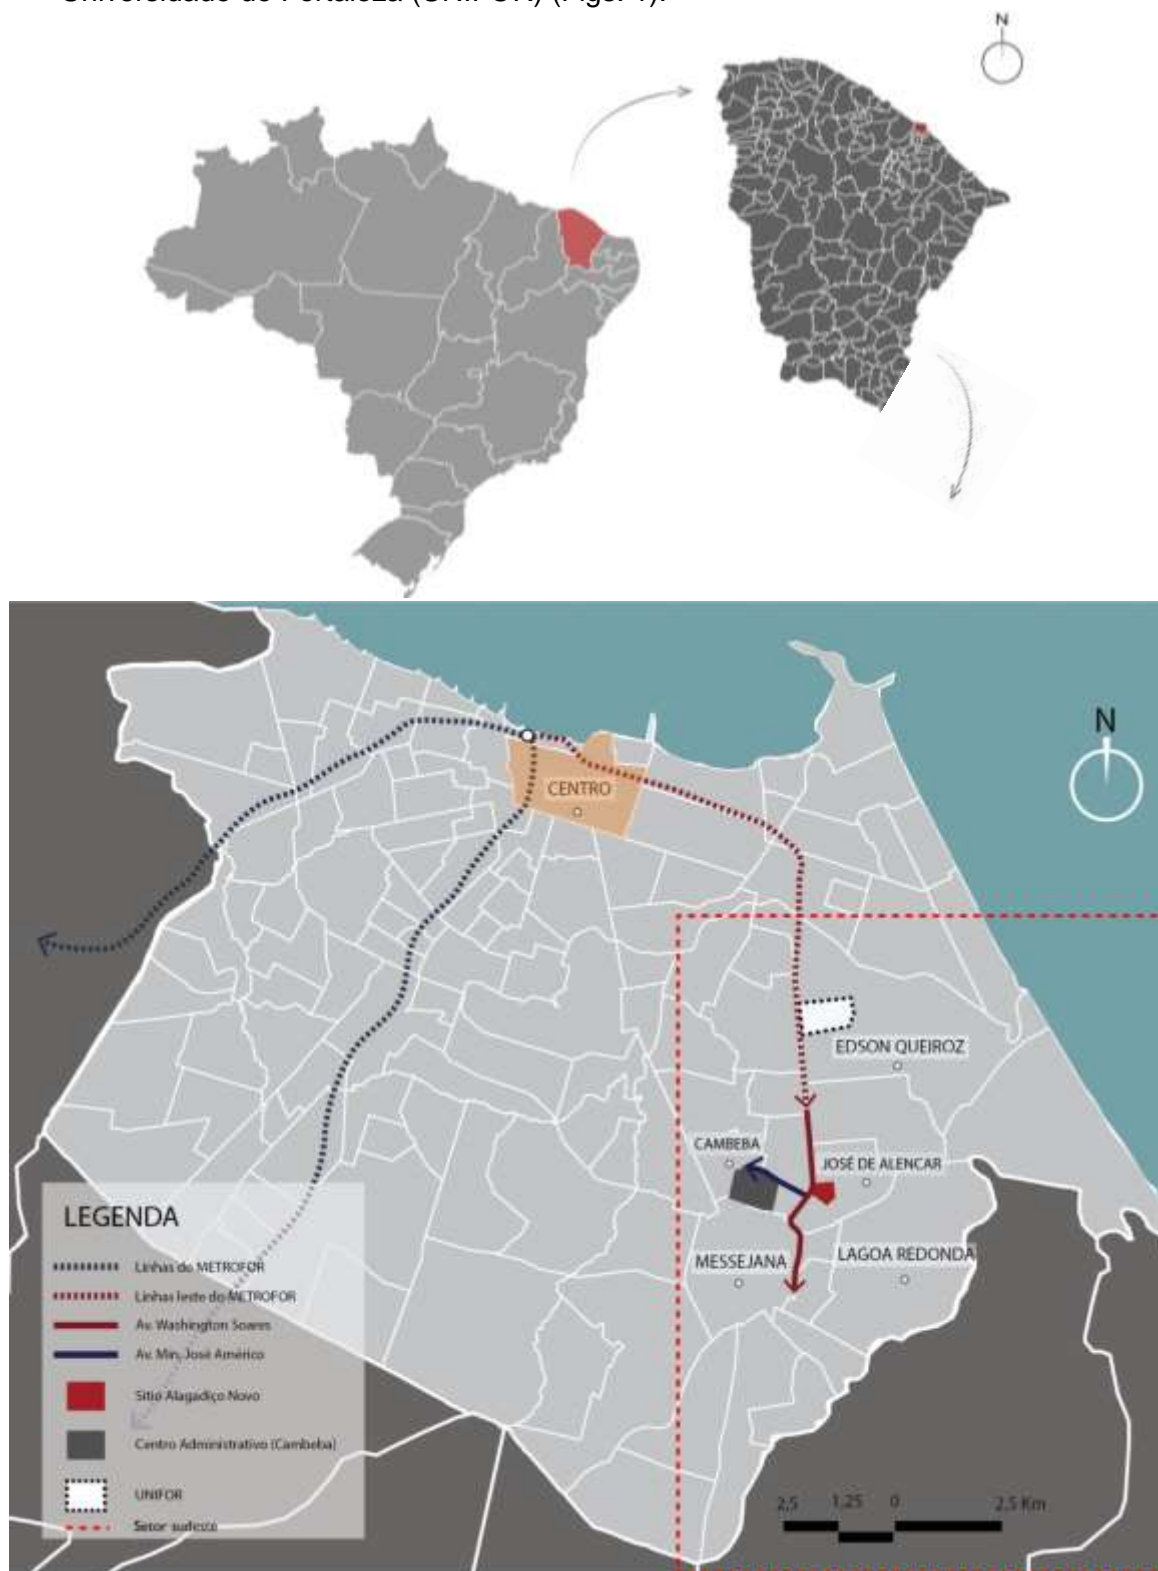 Universidade de Fortaleza (UNIFOR) (Figs. 1).
N
N
CENTRO
EDSON QUEIROZ
CAMBEBA
JOSÉ DE ALENCAR
MESSEJANA
LAGOA REDONDA
LEGENDA
Linhas do METROFOR
Linhas leste do METROFOR
Av. Washington Soares
Av. Min. José Américo
Sítio Alagadiço Novo
Centro Administrativo (Cambeba)
UNIFOR
Setor sudeste
2,5 1,25 0 2,5 Km